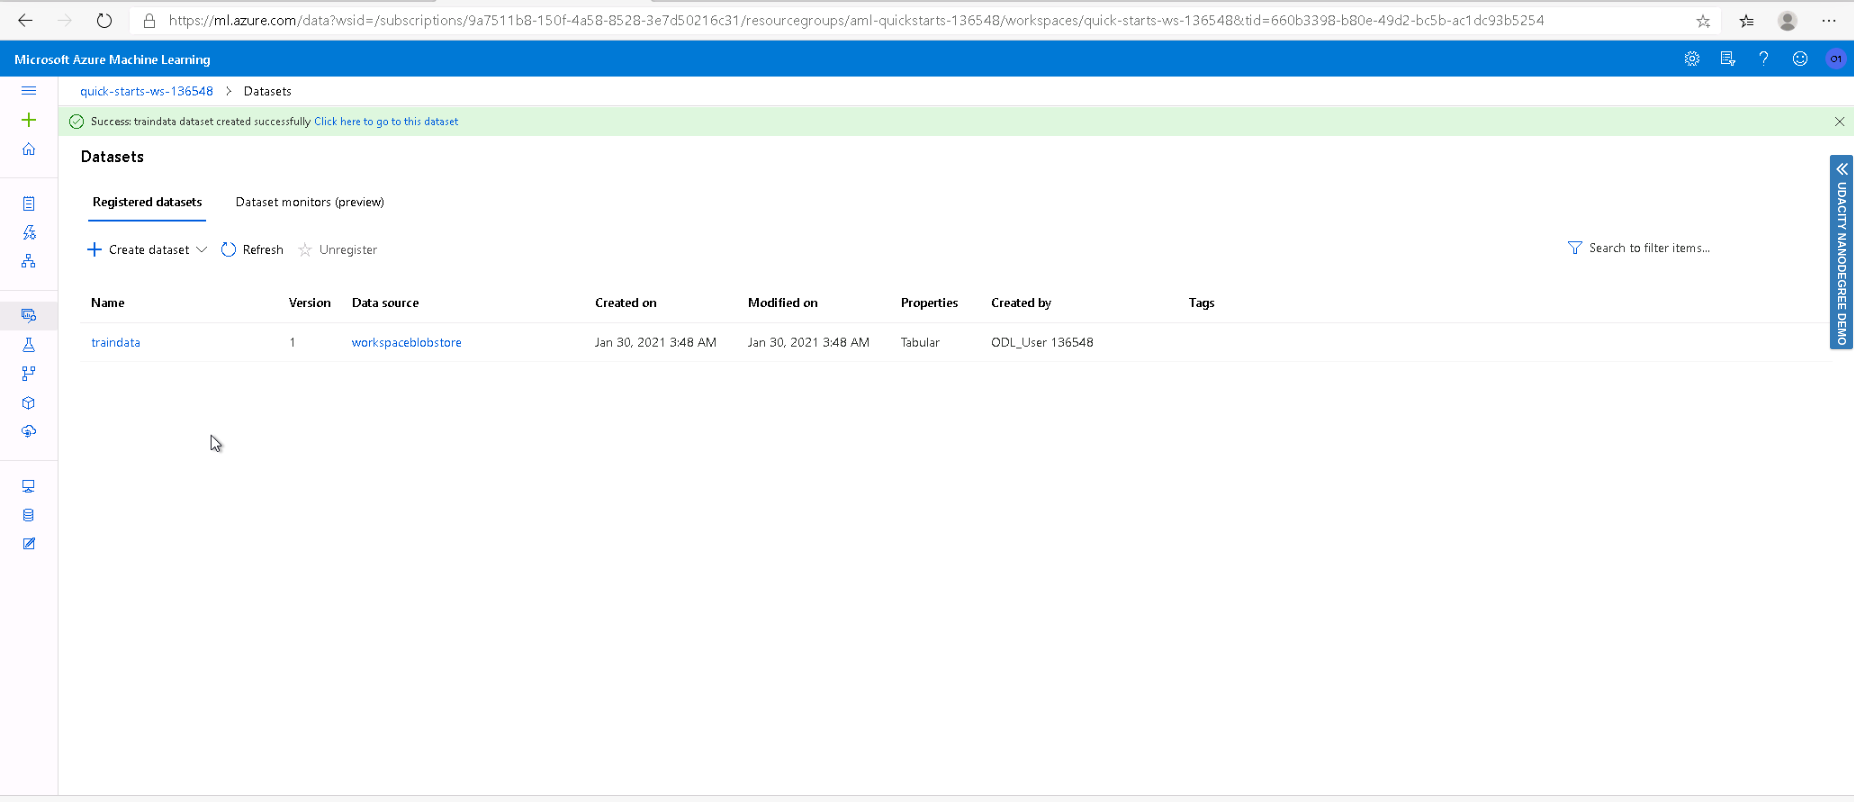 https://ml.azure.com/data?wsid=/subscriptions/9a7511b8-150f-4a58-8528-3e7d50216c31/resourcegroups/aml-quickstarts-136548/workspaces/quick-starts-ws-136548&tid=660b3398-b80e-49d2-bc5b-ac1dc93b5254
Microsoft Azure Machine Learning
?
O1
quick-starts-ws-136548 > Datasets
Success: traindata dataset created successfully Click here to go to this dataset
Datasets
Registered datasets Dataset monitors (preview)
Create dataset Refresh Unregister Search to filter items...
Name Version Data source Created on Modified on Properties Created by Tags
traindata 1 workspaceblobstore Jan 30, 2021 3:48 AM Jan 30, 2021 3:48 AM Tabular ODL_User 136548
UDACITY NANODEGREE DEMO